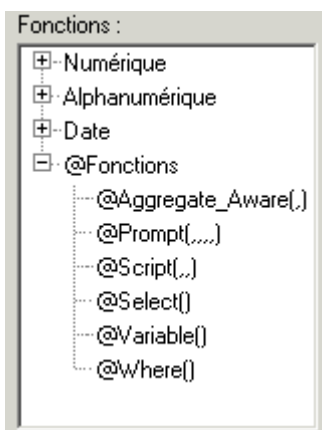 Fonctions :
Numérique
Alphanumérique
Date
@Fonctions
@Aggregate_Aware(,)
@Prompt(,,,,)
@Script(,,)
@Select()
@Variable()
@Where()